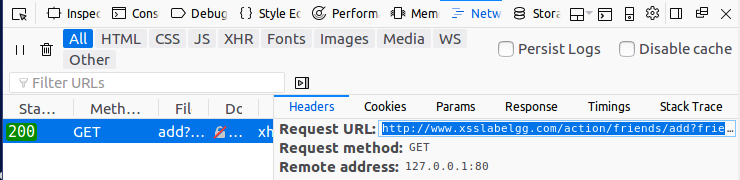 Inspec Cons Debug Style Ec Perform Mem Netw Stora
All HTML CSS JS XHR Fonts Images Media WS Persist Logs Disable cache
Other
Filter URLs
Sta... Meth... Fil Do Headers Cookies Params Response Timings Stack Trace
200 GET add?... ... xh Request URL: http://www.xsslabelgg.com/action/friends/add?frie...
Request method: GET
Remote address: 127.0.0.1:80